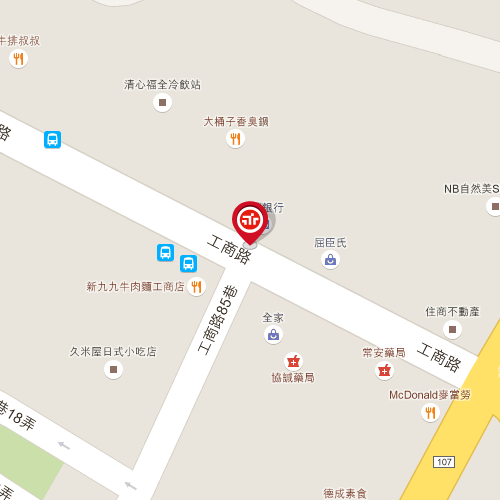 牛排叔叔
清心福全冷飲站
大桶子香臭鍋
路
NB自然美S
銀行
工商路
屈臣氏
新九九牛肉麵工商店
工商路85巷
住商不動產
全家
久米屋日式小吃店
常安藥局
工商路
協誠藥局
McDonald麥當勞
巷18弄
107
德成素食
弄